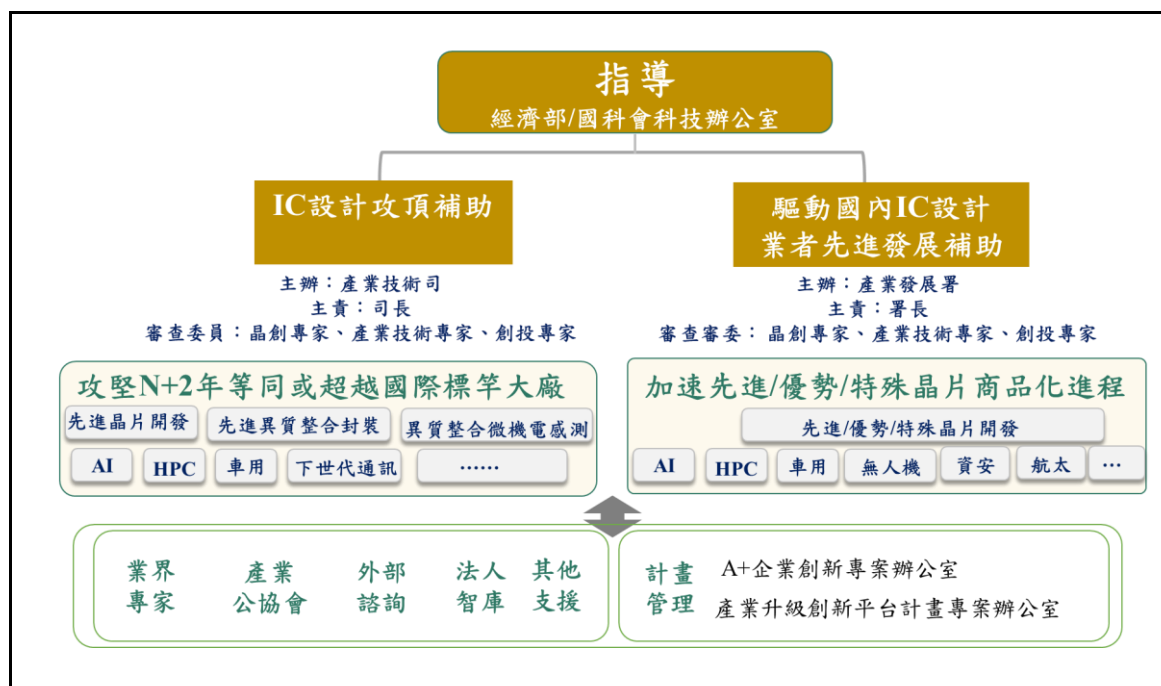 指導
經濟部/國科會科技辦公室
IC設計攻頂補助
主辦：產業技術司
主責：司長
審查委員：晶創專家、產業技術專家、創投專家
攻堅N+2年等同或超越國際標竿大廠
先進晶片開發
先進異質整合封裝
異質整合微機電感測
AI
HPC
車用
下世代通訊
……
驅動國內IC設計
業者先進發展補助
主辦：產業發展署
主責：署長
審查審委：晶創專家、產業技術專家、創投專家
加速先進/優勢/特殊晶片商品化進程
先進/優勢/特殊晶片開發
AI
HPC
車用
無人機
資安
航太
…
業界
專家
產業
公協會
外部
諮詢
法人
智庫
其他
支援
計畫
管理
A+企業創新專案辦公室
產業升級創新平台計畫專案辦公室